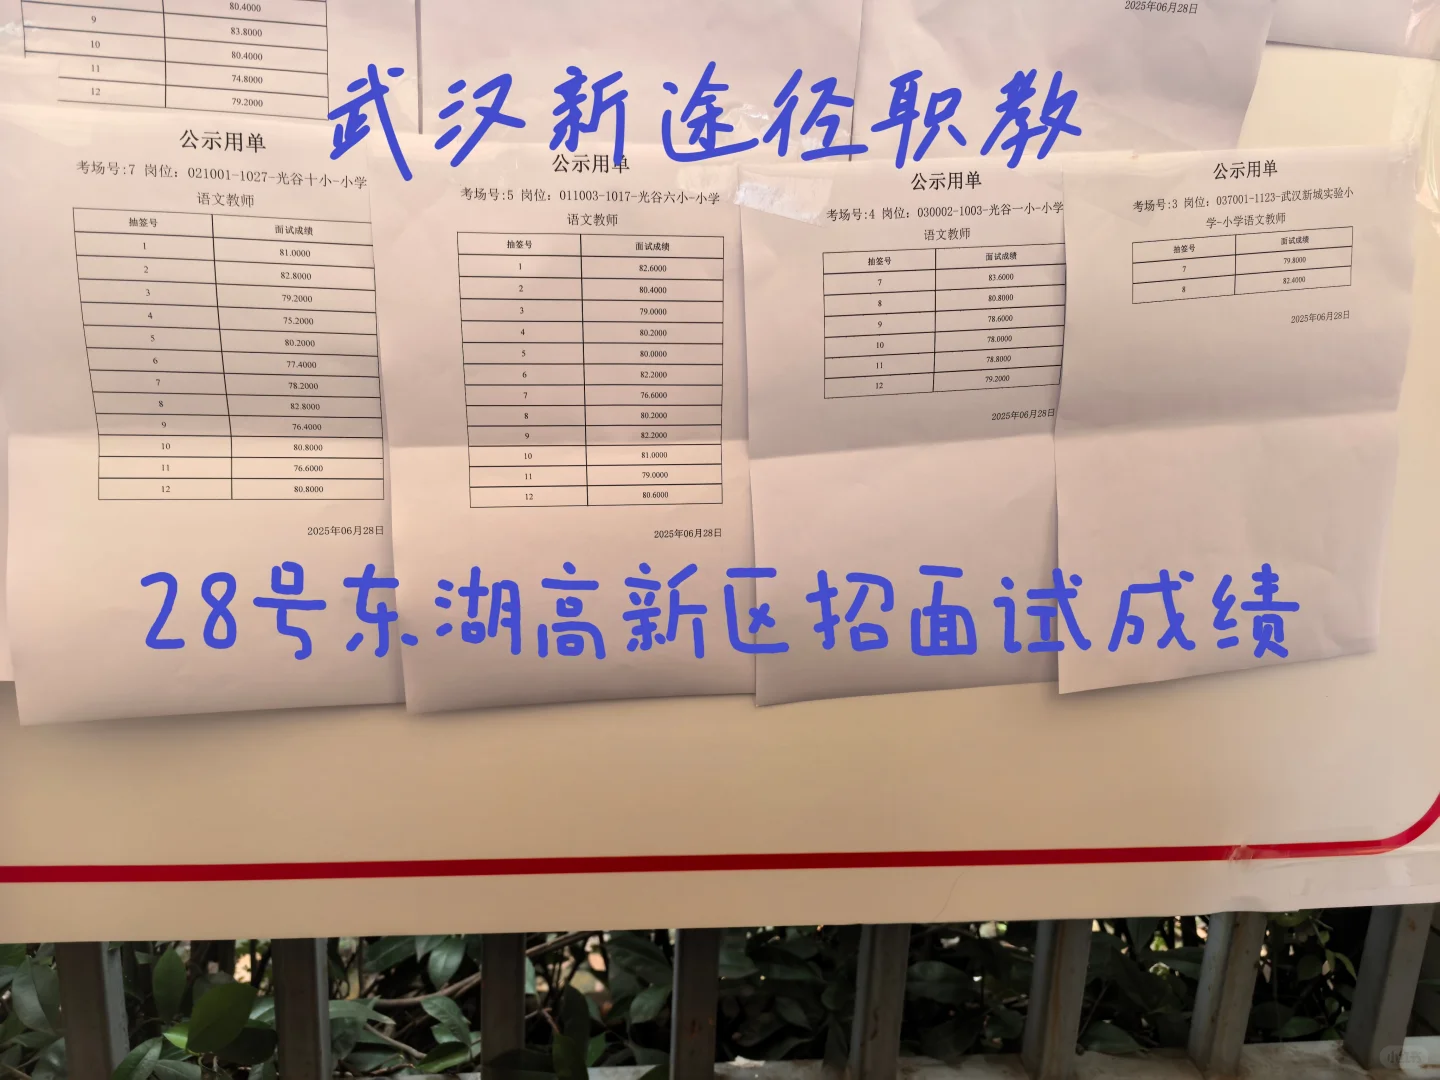 80.4000
9 83.8000
10 80.4000
11 74.8000
12 79.2000
2025年06月28日
武汉新途径职教
公示用单
考场号:7 岗位：021001-1027-光谷十小-小学
语文教师
抽签号 面试成绩
1 81.0000
2 82.8000
3 79.2000
4 75.2000
5 80.2000
6 77.4000
7 78.2000
8 82.8000
9 76.4000
10 80.8000
11 76.6000
12 80.8000
2025年06月28日
公示用单
考场号:5 岗位：011003-1017-光谷六小-小学
语文教师
抽签号 面试成绩
1 82.6000
2 80.4000
3 79.0000
4 80.2000
5 80.0000
6 82.2000
7 76.6000
8 80.2000
9 82.2000
10 81.0000
11 79.0000
12 80.6000
2025年06月28日
公示用单
考场号:4 岗位：030002-1003-光谷一小-小学
语文教师
抽签号 面试成绩
7 83.6000
8 80.8000
9 78.6000
10 78.0000
11 78.8000
12 79.2000
2025年06月28日
公示用单
考场号:3 岗位：037001-1123-武汉新城实验小
学-小学语文教师
抽签号 面试成绩
7 79.8000
8 82.4000
2025年06月28日
28号东湖高新区招面试成绩